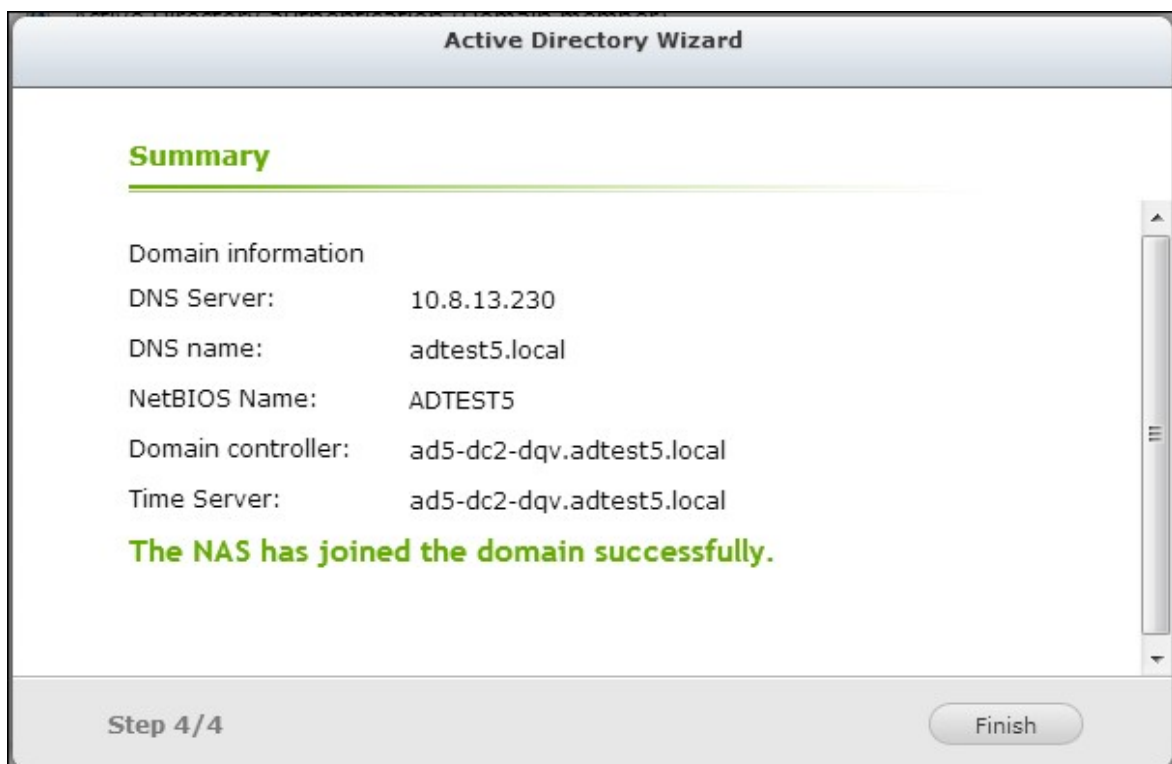 Active Directory Wizard
Summary
Domain information
DNS Server: 10.8.13.230
DNS name: adtest5.local
NetBIOS Name: ADTEST5
Domain controller: ad5-dc2-dqv.adtest5.local
Time Server: ad5-dc2-dqv.adtest5.local
The NAS has joined the domain successfully.
Step 4/4
Finish